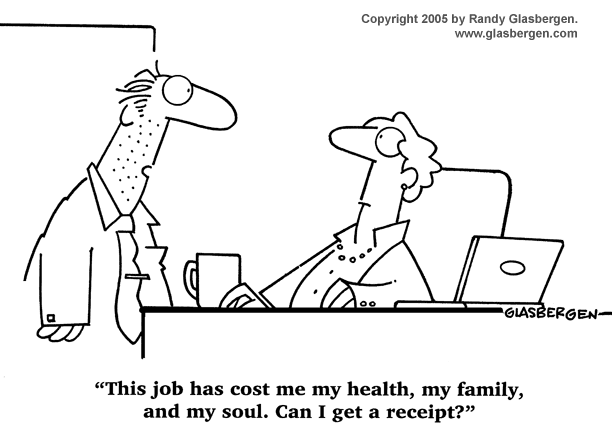 Copyright 2005 by Randy Glasbergen.
www.glasbergen.com
GLASBERGEN
“This job has cost me my health, my family,
and my soul. Can I get a receipt?”